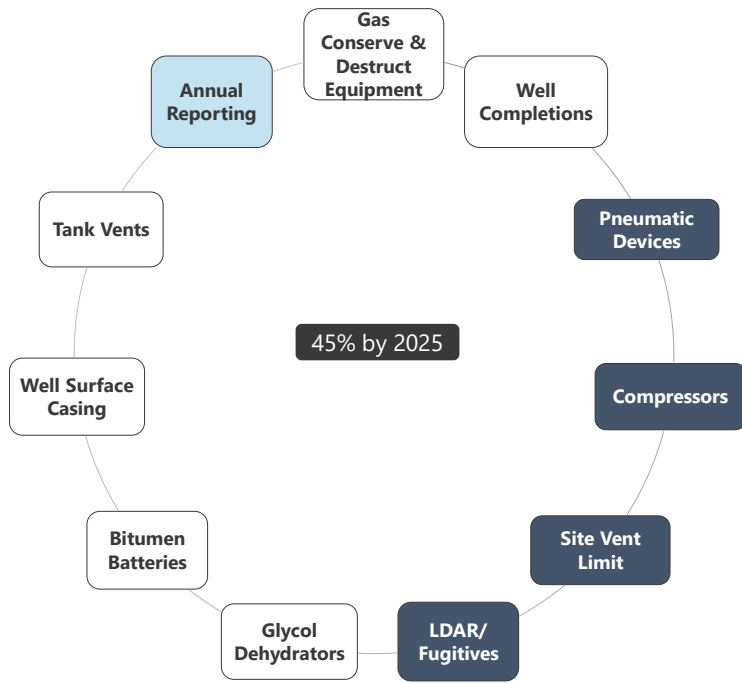 Gas
Conserve &
Destruct
Equipment
Well
Completions
Pneumatic
Devices
Compressors
Site Vent
Limit
LDAR/
Fugitives
Glycol
Dehydrators
Bitumen
Batteries
Well Surface
Casing
Tank Vents
Annual
Reporting
45% by 2025